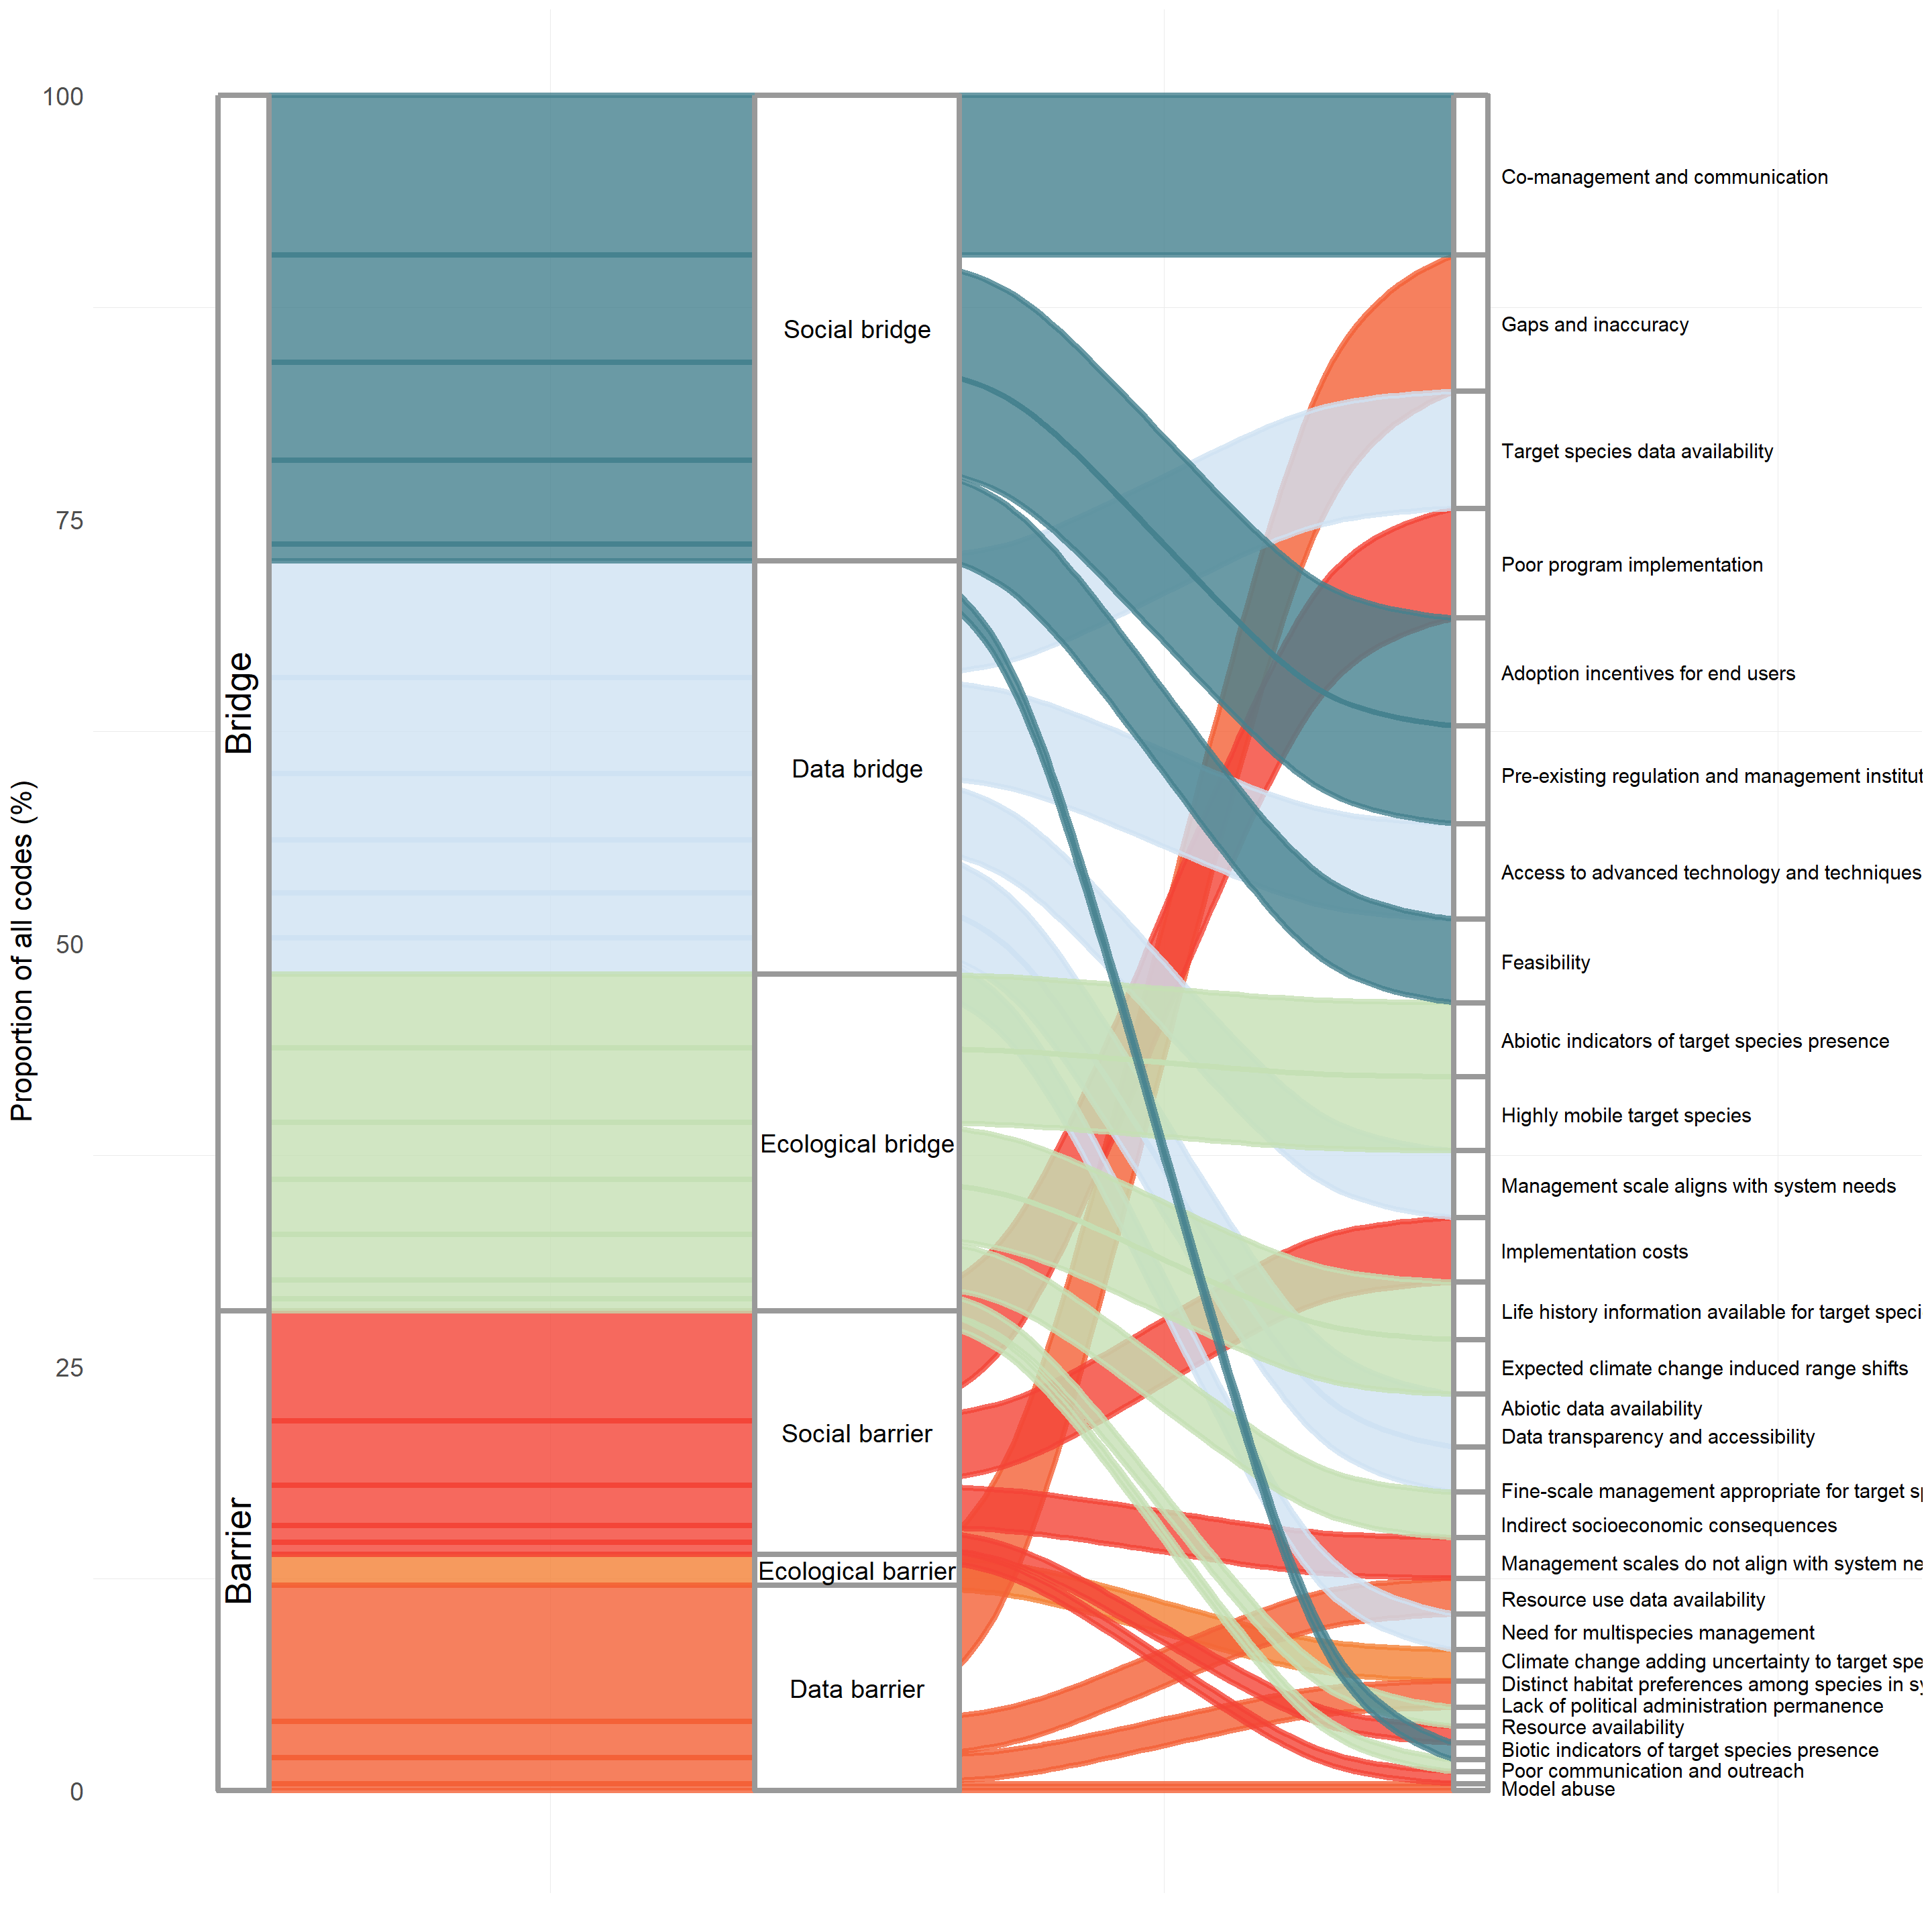 100
75
50
25
0
Proportion of all codes (%)
Bridge
Barrier
Social bridge
Data bridge
Ecological bridge
Social barrier
Ecological barrier
Data barrier
Co-management and communication
Gaps and inaccuracy
Target species data availability
Poor program implementation
Adoption incentives for end users
Pre-existing regulation and management institut
Access to advanced technology and techniques
Feasibility
Abiotic indicators of target species presence
Highly mobile target species
Management scale aligns with system needs
Implementation costs
Life history information available for target speci
Expected climate change induced range shifts
Abiotic data availability
Data transparency and accessibility
Fine-scale management appropriate for target sp
Indirect socioeconomic consequences
Management scales do not align with system ne
Resource use data availability
Need for multispecies management
Climate change adding uncertainty to target spe
Distinct habitat preferences among species in sy
Lack of political administration permanence
Resource availability
Biotic indicators of target species presence
Poor communication and outreach
Model abuse